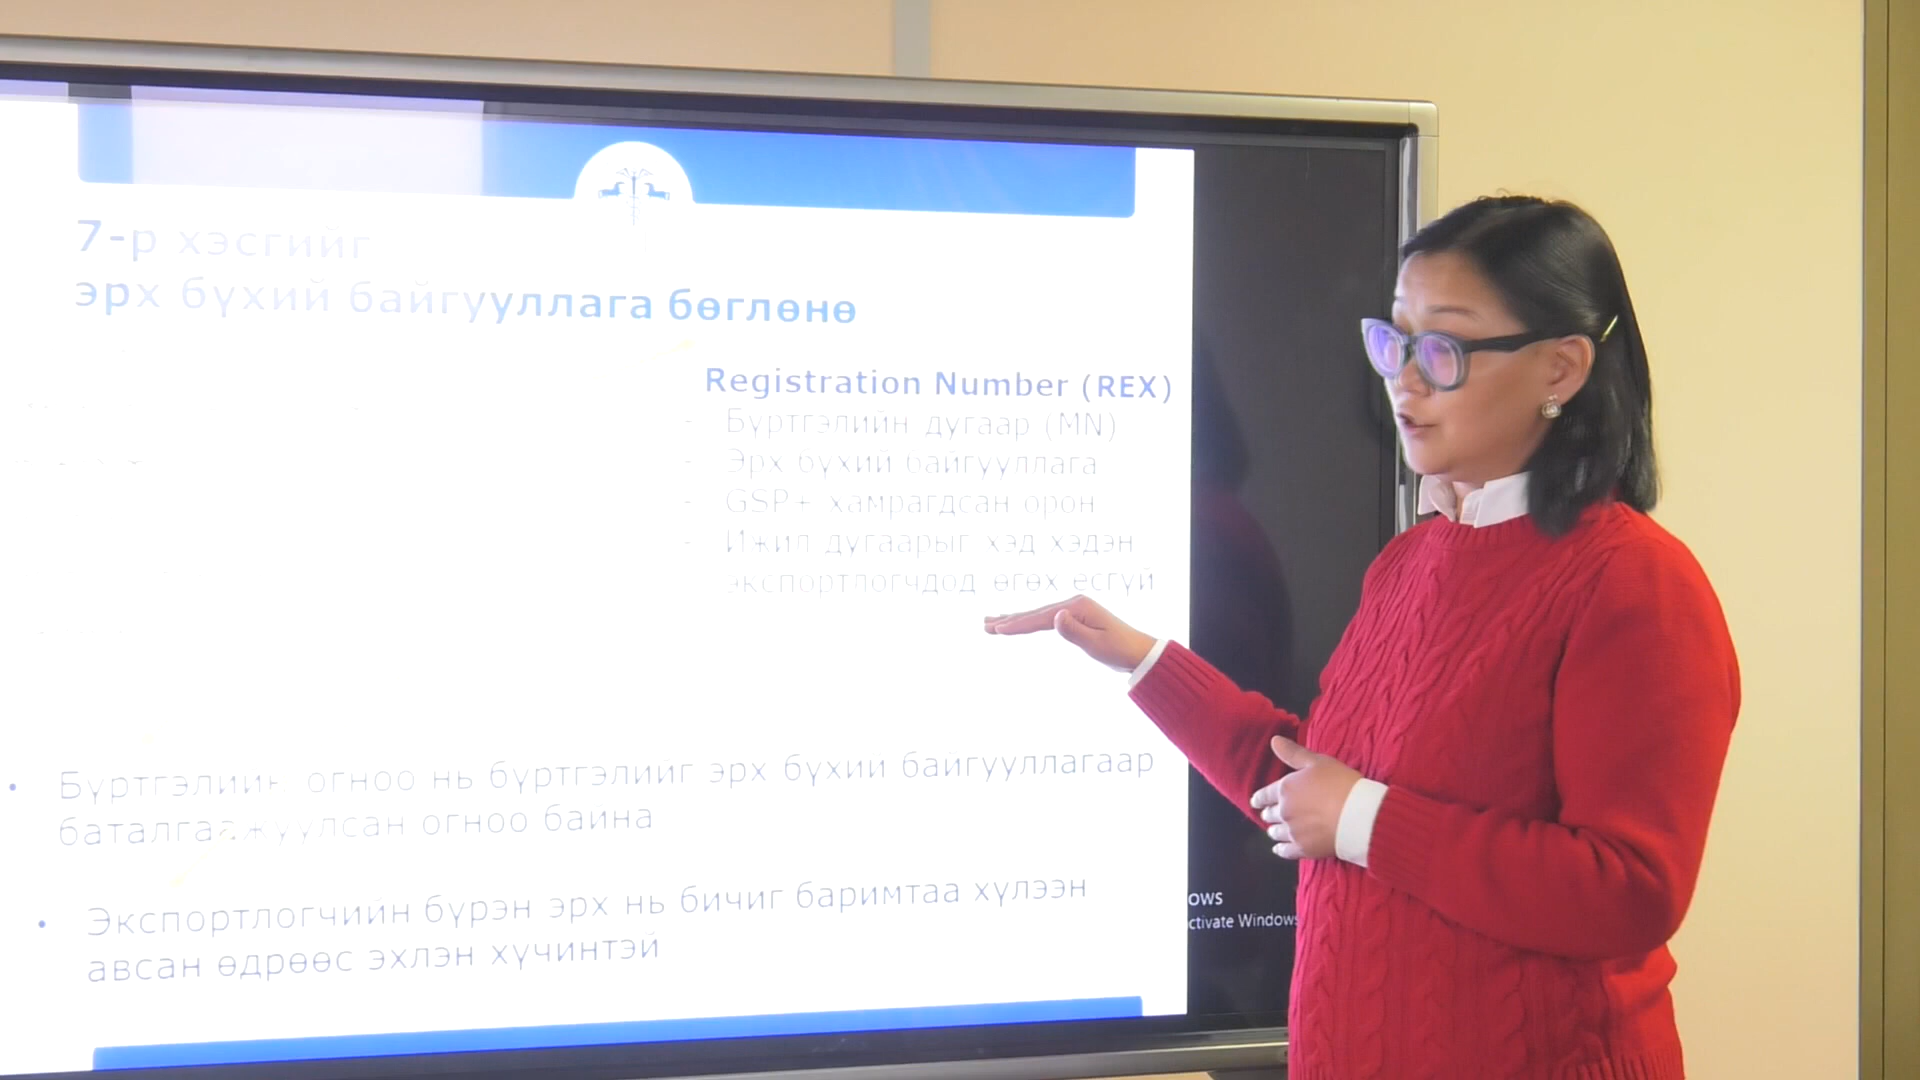 7-р хэсгийг
эрх бүхий байгууллага бөглөнө
Registration Number (REX)
- Бүртгэлийн дугаар (MN)
- Эрх бүхий байгууллага
- GSP+ хамрагдсан орон
- Ижил дугаарыг хэд хэдэн
экспортлогчдод өгөх ёсгүй
• Бүртгэлийн огноо нь бүртгэлийг эрх бүхий байгууллагаар
баталгаажуулсан огноо байна
• Экспортлогчийн бүрэн эрх нь бичиг баримтаа хүлээн
авсан өдрөөс эхлэн хүчинтэй
ows
ctivate Windows